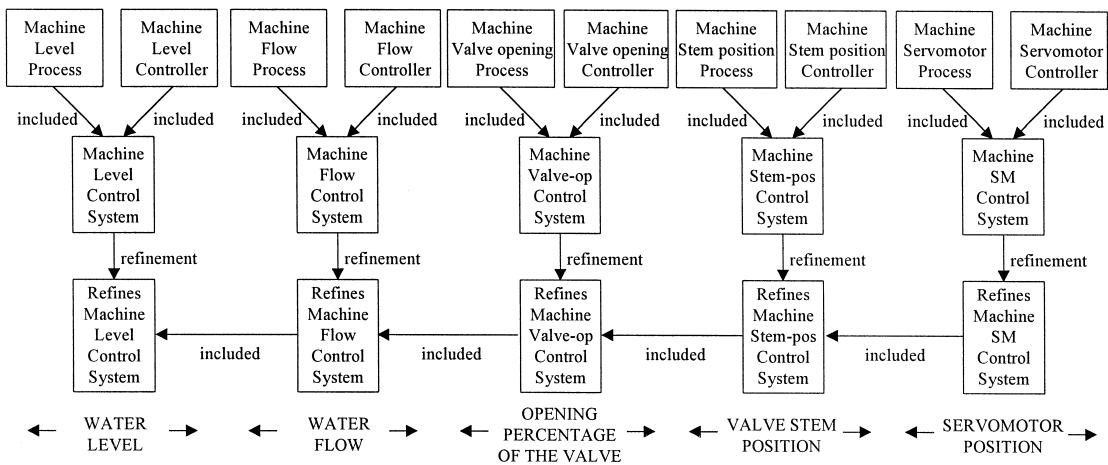 Machine
Level
Process
Machine
Level
Controller
Machine
Flow
Process
Machine
Flow
Controller
Machine
Valve opening
Process
Machine
Valve opening
Controller
Machine
Stem position
Process
Machine
Stem position
Controller
Machine
Servomotor
Process
Machine
Servomotor
Controller
included
included
included
included
included
included
included
included
included
included
Machine
Level
Control
System
Machine
Flow
Control
System
Machine
Valve-op
Control
System
Machine
Stem-pos
Control
System
Machine
SM
Control
System
refinement
refinement
refinement
refinement
refinement
Refines
Machine
Level
Control
System
Refines
Machine
Flow
Control
System
Refines
Machine
Valve-op
Control
System
Refines
Machine
Stem-pos
Control
System
Refines
Machine
SM
Control
System
included
included
included
included
WATER
LEVEL
WATER
FLOW
OPENING
PERCENTAGE
OF THE VALVE
VALVE STEM
POSITION
SERVOMOTOR
POSITION